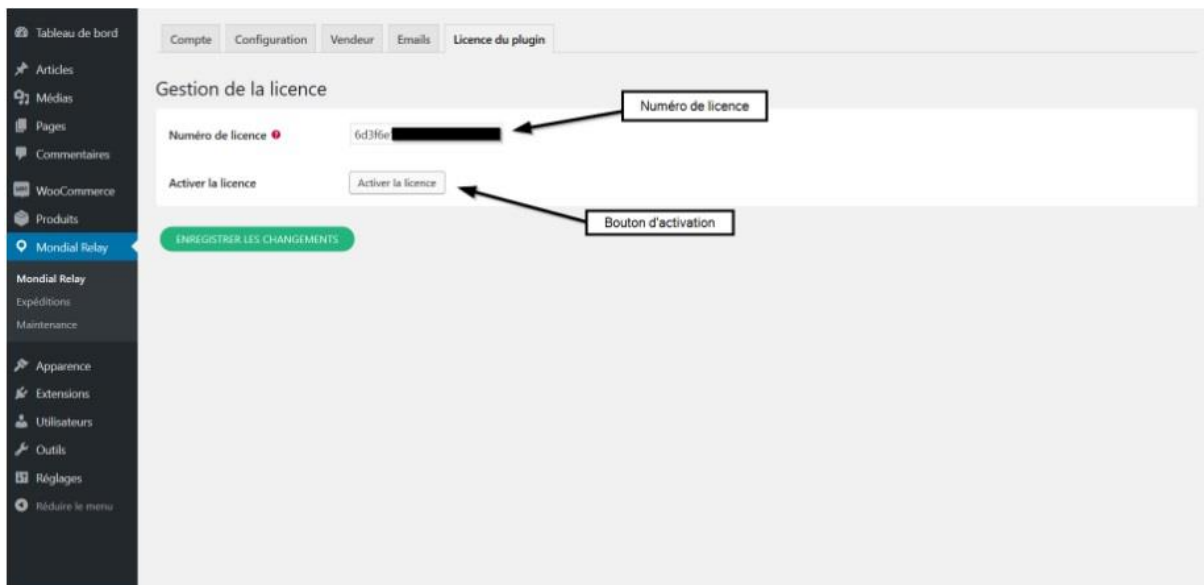 Tableau de bord
Articles
Médias
Pages
Commentaires
WooCommerce
Produits
Mondial Relay
Mondial Relay
Expéditions
Maintenance
Apparence
Extensions
Utilisateurs
Outils
Réglages
Réduire le menu
Compte Configuration Vendeur Emails Licence du plugin
Gestion de la licence
Numéro de licence
Numéro de licence 6d3f6e
Activer la licence Activer la licence
Bouton d'activation
ENREGISTRER LES CHANGEMENTS